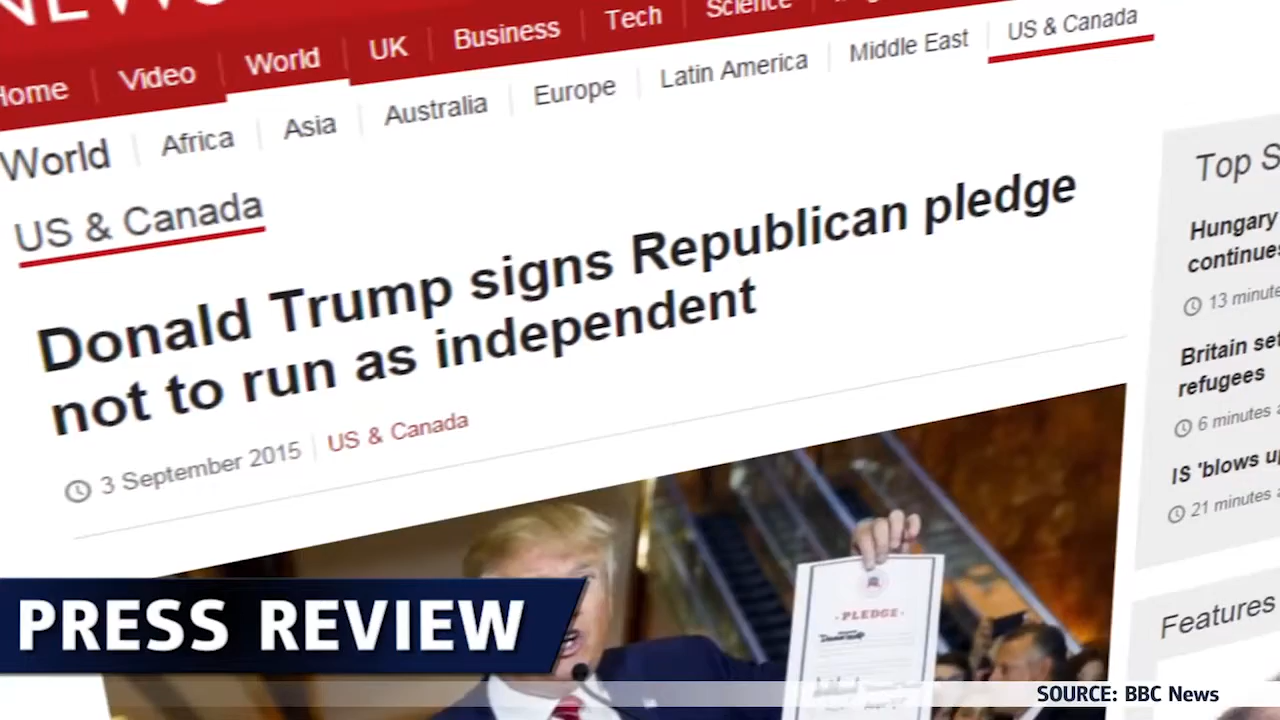 NEWS
Home Video World UK Business Tech Science
World Africa Asia Australia Europe Latin America Middle East US & Canada
US & Canada
Donald Trump signs Republican pledge
not to run as independent
3 September 2015 US & Canada
Top S
Hungary
continues
13 minute
Britain set
refugees
6 minutes a
IS 'blows up
21 minutes a
Features
PLEDGE
PRESS REVIEW
SOURCE: BBC News